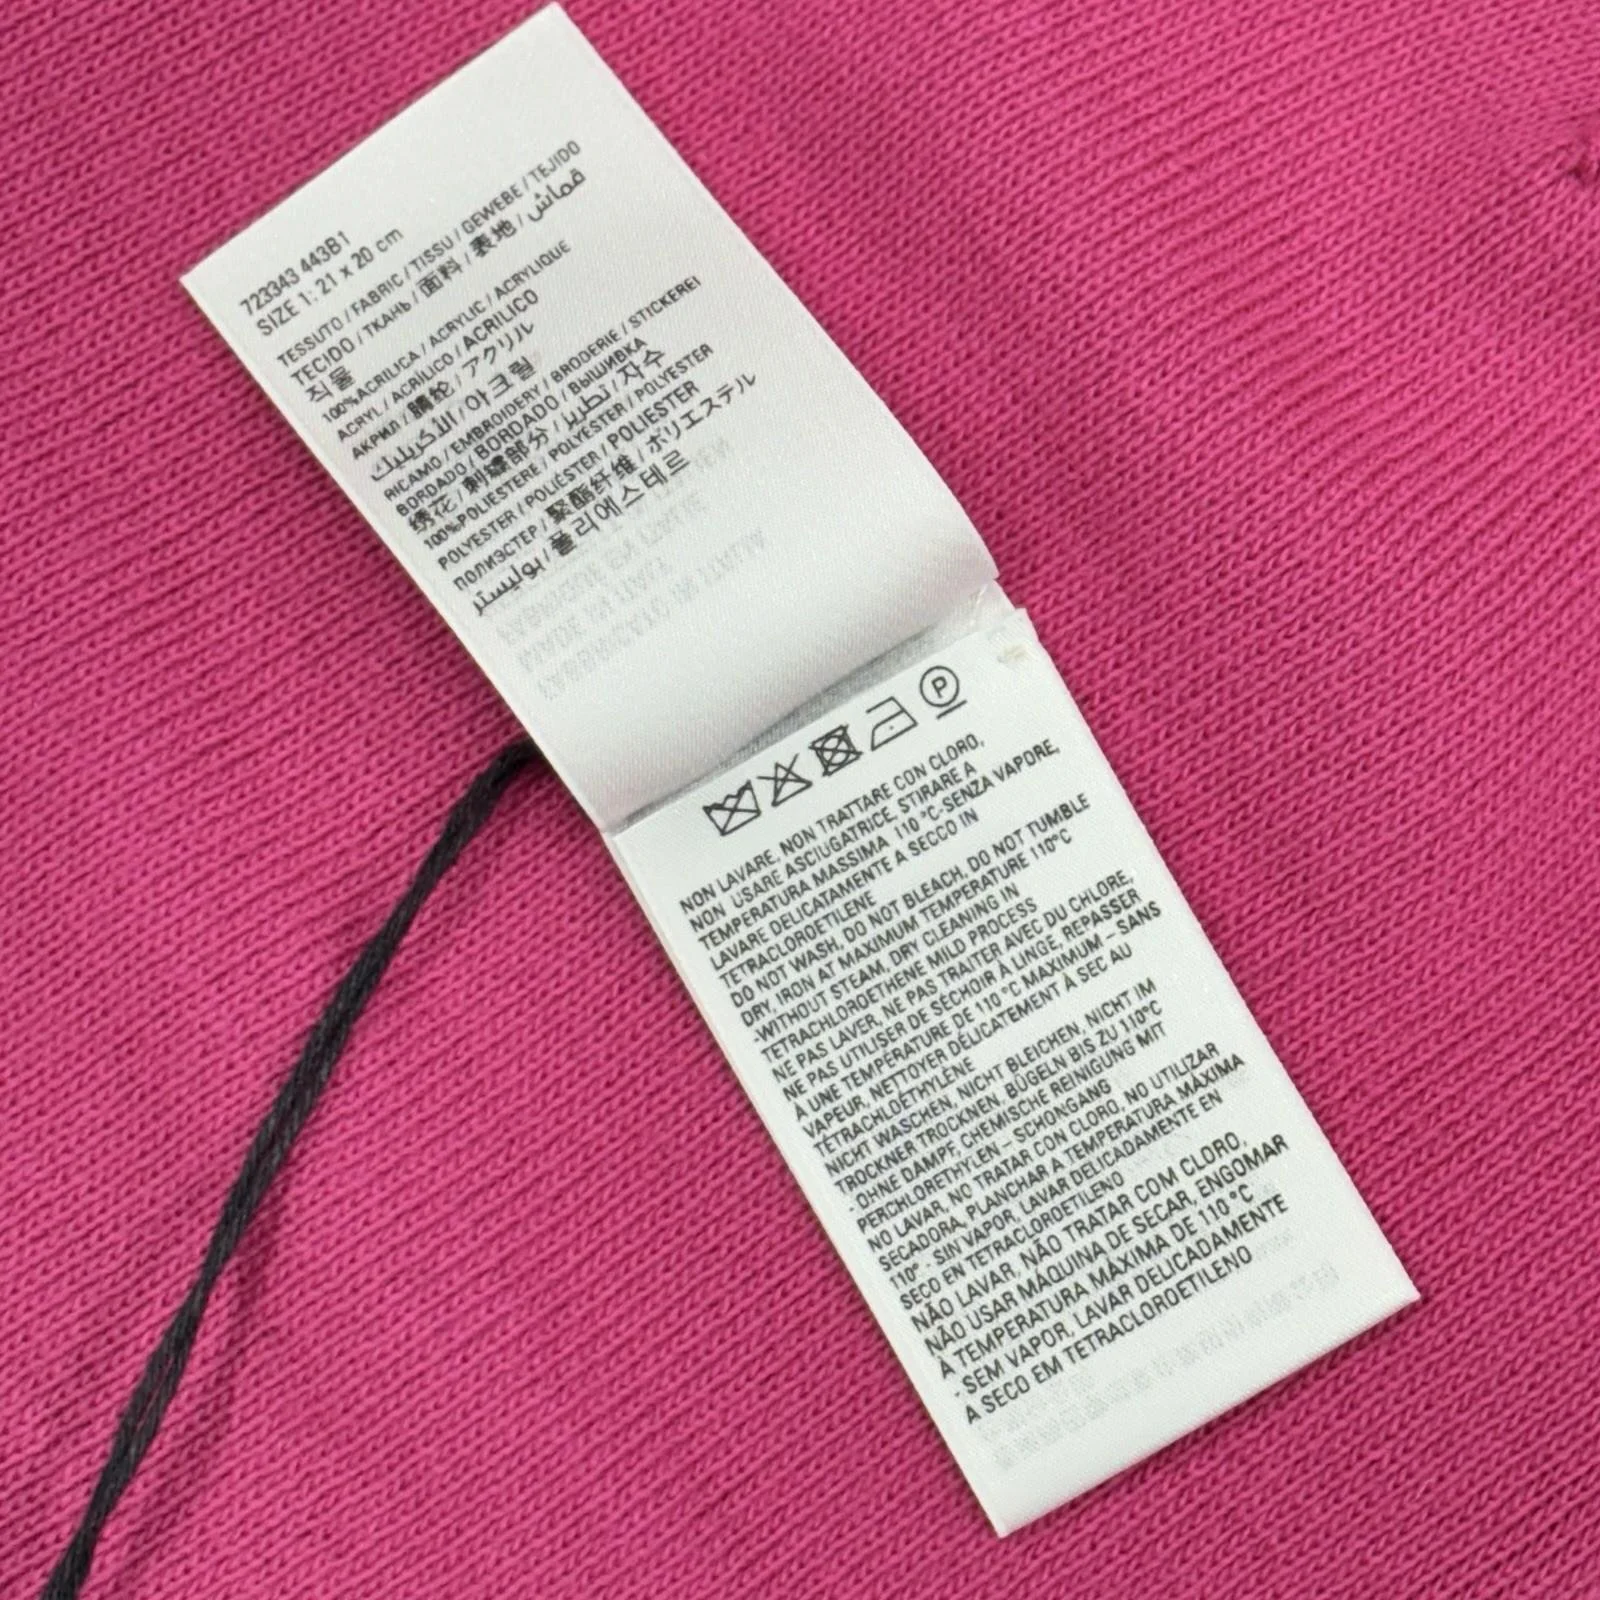 723343 443B1
SIZE 1: 21 x 20 cm
TESSUTO / FABRIC / TISSU / GEWEBE / TEJIDO
TECIDO / ТКАНЬ / 面料 / 表地 / قماش
직물
100%ACRILICA / ACRYLIC / ACRYLIQUE
ACRYL / ACRÍLICO / ACRILICO
АКРИЛ / 腈纶 / アクリル
الأكريليك / 아크릴
RICAMO / EMBROIDERY / BRODERIE / STICKEREI
BORDADO / BORDADO / ВЫШИВКА
绣花 / 刺繍部分 / تطريز / 자수
100%POLIESTERE / POLYESTER / POLYESTER
POLYESTER / POLIÉSTER / POLIESTER
ПОЛИЭСТЕР / 聚酯纤维 / ポリエステル
بوليستر / 폴리에스테르
P
NON LAVARE, NON TRATTARE CON CLORO,
NON USARE ASCIUGATRICE, STIRARE A
TEMPERATURA MASSIMA 110 °C-SENZA VAPORE,
LAVARE DELICATAMENTE A SECCO IN
TETRACLOROETILENE
DO NOT WASH, DO NOT BLEACH, DO NOT TUMBLE
DRY, IRON AT MAXIMUM TEMPERATURE 110°C
-WITHOUT STEAM, DRY CLEANING IN
TETRACHLOROETHENE MILD PROCESS
NE PAS LAVER, NE PAS TRAITER AVEC DU CHLORE,
NE PAS UTILISER DE SÉCHOIR À LINGE, REPASSER
À UNE TEMPÉRATURE DE 110 °C MAXIMUM – SANS
VAPEUR, NETTOYER DÉLICATEMENT À SEC AU
TÉTRACHLOÉTHYLÈNE
NICHT WASCHEN, NICHT BLEICHEN, NICHT IM
TROCKNER TROCKNEN, BÜGELN BIS ZU 110°C
- OHNE DAMPF, CHEMISCHE REINIGUNG MIT
PERCHLORETHYLEN – SCHONGANG
NO LAVAR, NO TRATAR CON CLORO, NO UTILIZAR
SECADORA, PLANCHAR A TEMPERATURA MÁXIMA
110° - SIN VAPOR, LAVAR DELICADAMENTE EN
SECO EN TETRACLOROETILENO
NÃO LAVAR, NÃO TRATAR COM CLORO,
NÃO USAR MÁQUINA DE SECAR, ENGOMAR
À TEMPERATURA MÁXIMA DE 110 °C
- SEM VAPOR, LAVAR DELICADAMENTE
A SECO EM TETRACLOROETILENO